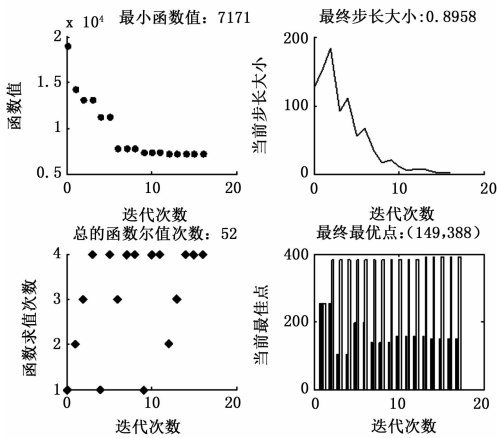 × 10⁴ 最小函数值：7171
2
1.5
1
0.5
0 10 20
函数值
迭代次数
最终步长大小:0.8958
200
100
0
0 10 20
当前步长大小
迭代次数
总的函数尔值次数：52
4
3
2
1
0 10 20
函数求值次数
迭代次数
最终最优点:(149,388)
400
200
0
0 10 20
当前最佳点
迭代次数